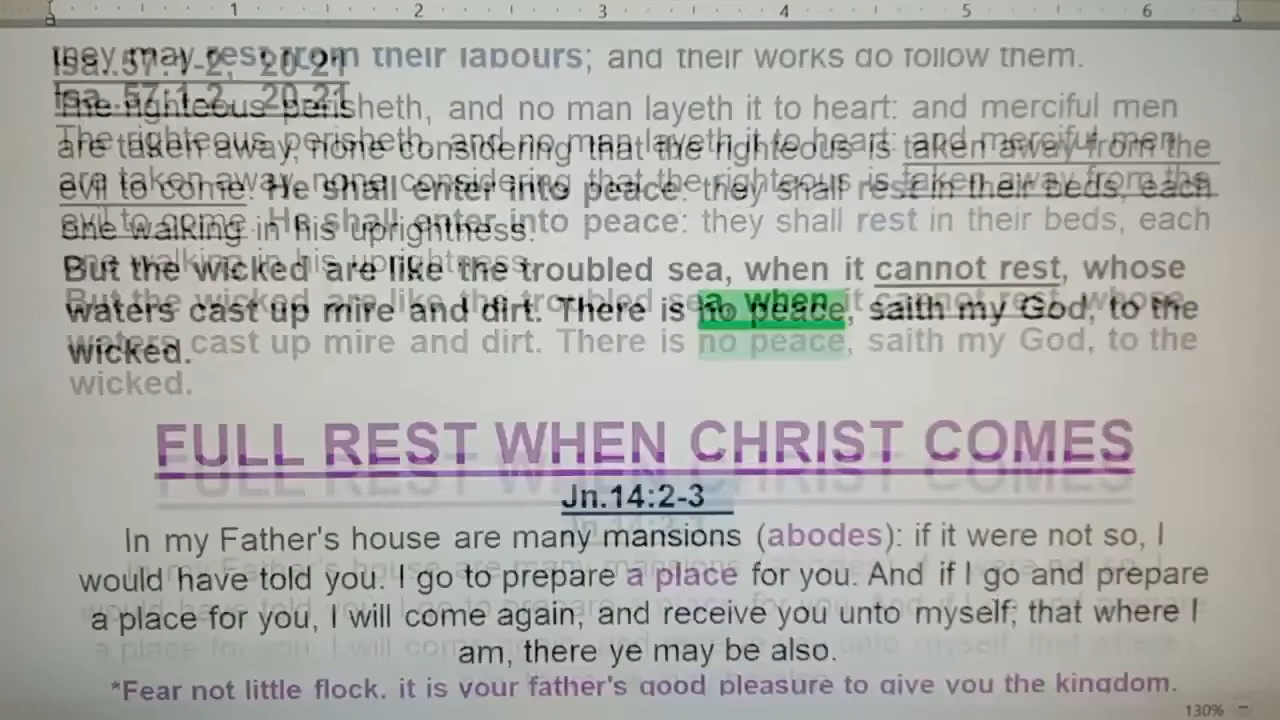 1 2 3 4 5 6
they may rest from their labours; and their works do follow them.
Isa..57:1-2, 20-21
The righteous perisheth, and no man layeth it to heart: and merciful men
are taken away, none considering that the righteous is taken away from the
evil to come. He shall enter into peace: they shall rest in their beds, each
one walking in his uprightness.
But the wicked are like the troubled sea, when it cannot rest, whose
waters cast up mire and dirt. There is no peace, saith my God, to the
wicked.
FULL REST WHEN CHRIST COMES
Jn.14:2-3
In my Father's house are many mansions (abodes): if it were not so, I
would have told you. I go to prepare a place for you. And if I go and prepare
a place for you, I will come again, and receive you unto myself; that where I
am, there ye may be also.
*Fear not little flock, it is your father's good pleasure to give you the kingdom.
130%